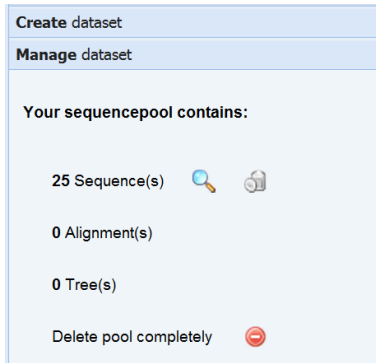 Create dataset
Manage dataset
Your sequencepool contains:
25 Sequence(s)
0 Alignment(s)
0 Tree(s)
Delete pool completely